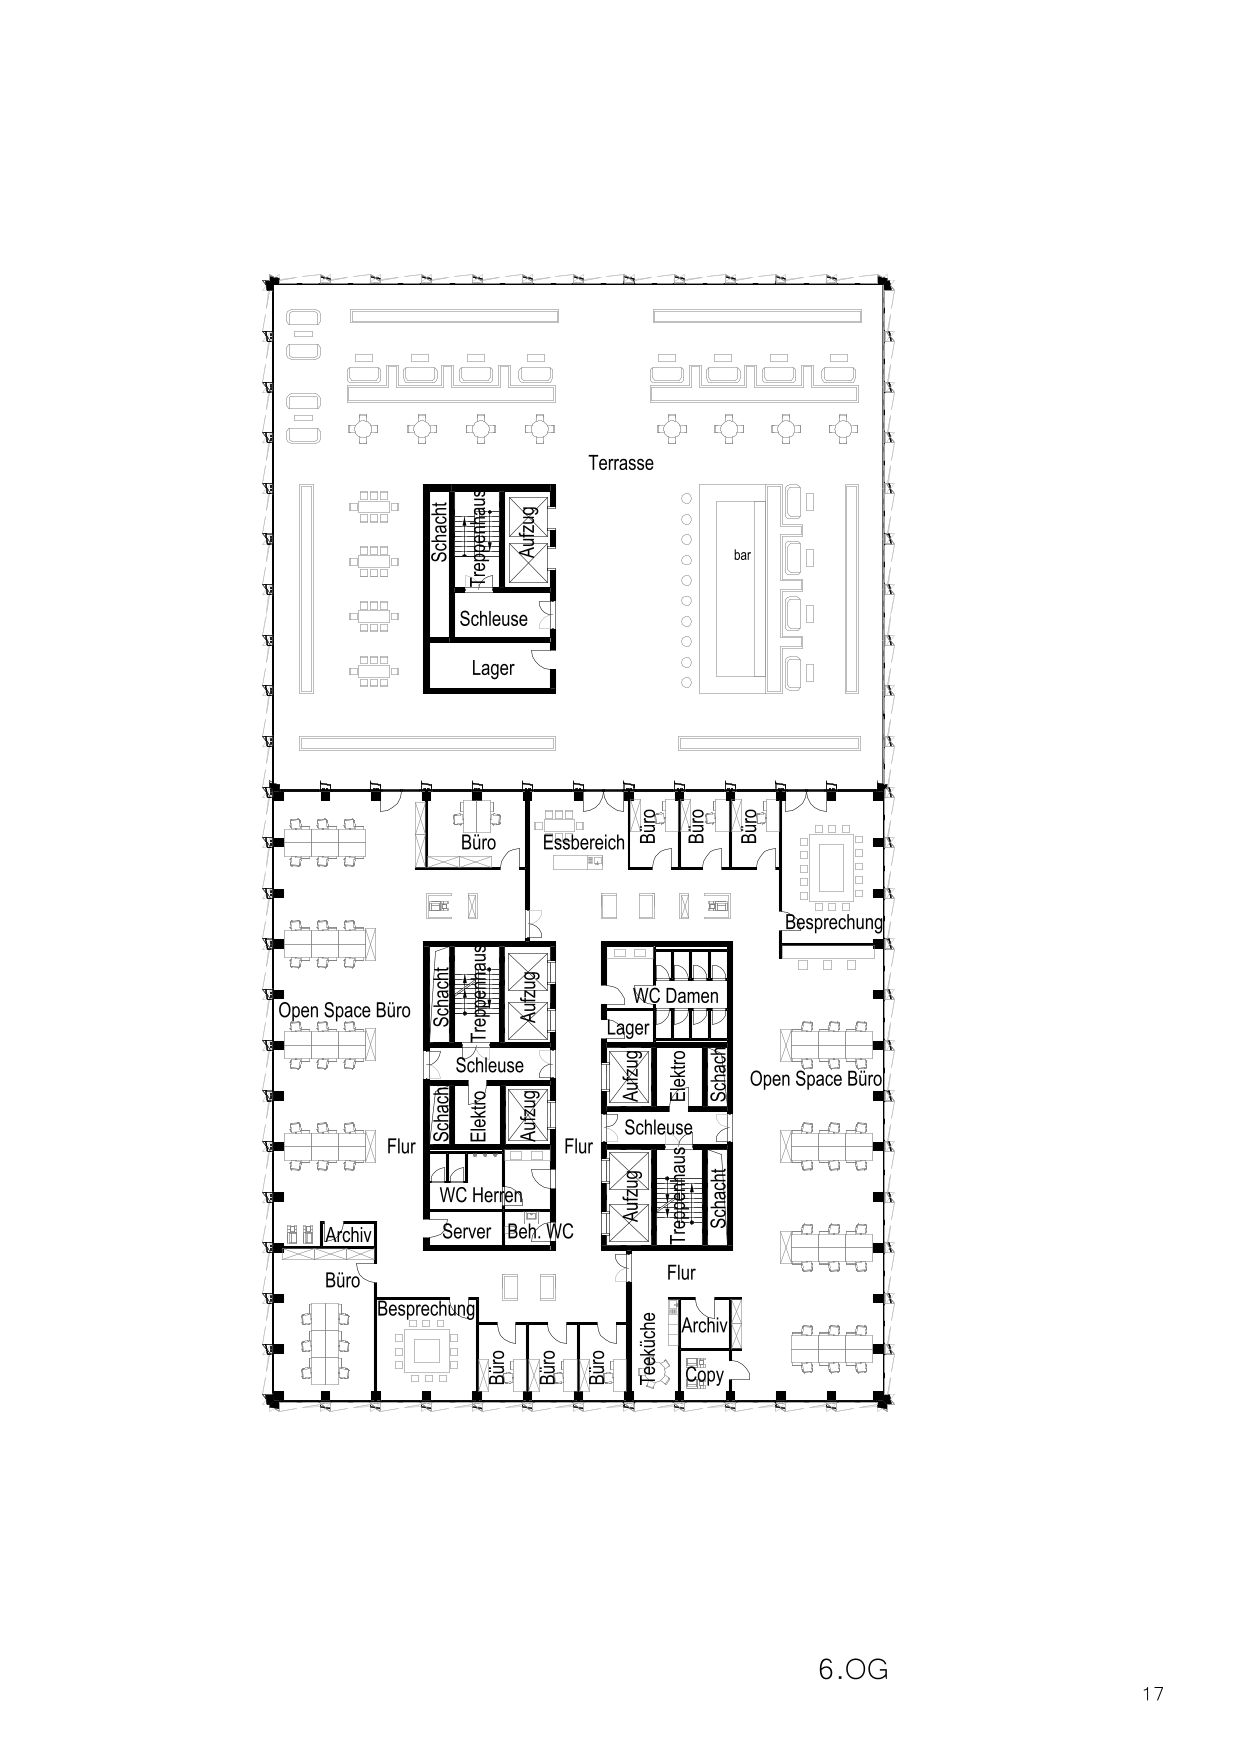 Terrasse
Schacht
Treppenhaus
Aufzug
bar
Schleuse
Lager
Büro
Essbereich
Büro
Büro
Büro
Besprechung
Schacht
Treppenhaus
Aufzug
WC Damen
Open Space Büro
Lager
Schleuse
Aufzug
Elektro
Schach
Open Space Büro
Schach
Elektro
Aufzug
Schleuse
Flur
Flur
WC Herren
Aufzug
Treppenhaus
Schacht
Archiv
Server
Beh. WC
Büro
Flur
Besprechung
Teeküche
Archiv
Büro
Büro
Büro
Copy
6.OG
17